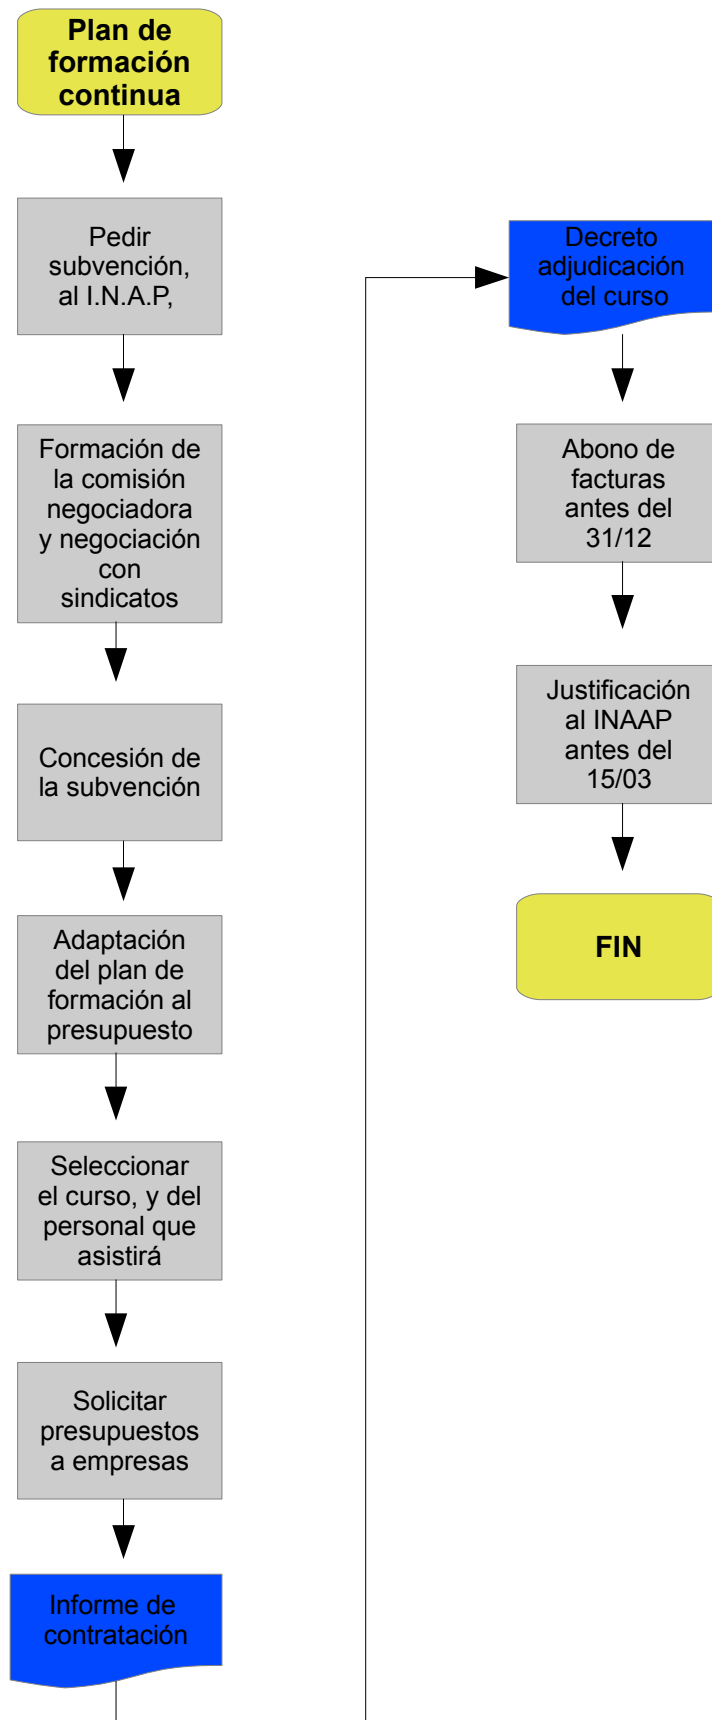 Plan de
formación
continua
Pedir
subvención,
al I.N.A.P,
Formación de
la comisión
negociadora
y negociación
con
sindicatos
Concesión de
la subvención
Adaptación
del plan de
formación al
presupuesto
Seleccionar
el curso, y del
personal que
asistirá
Solicitar
presupuestos
a empresas
Informe de
contratación
Decreto
adjudicación
del curso
Abono de
facturas
antes del
31/12
Justificación
al INAAP
antes del
15/03
FIN